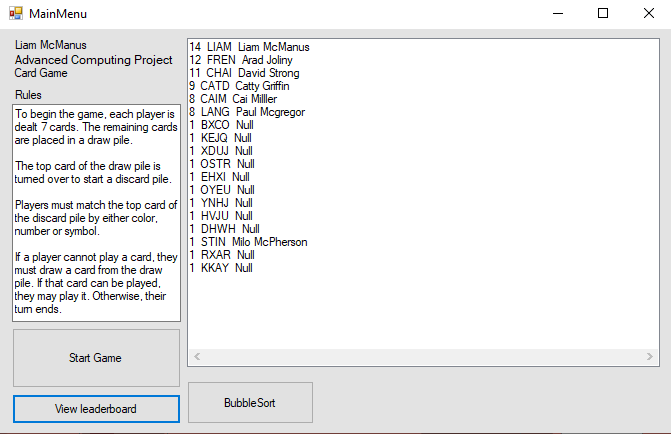 MainMenu
Liam McManus
Advanced Computing Project
Card Game
Rules
To begin the game, each player is
dealt 7 cards. The remaining cards
are placed in a draw pile.
The top card of the draw pile is
turned over to start a discard pile.
Players must match the top card of
the discard pile by either color,
number or symbol.
If a player cannot play a card, they
must draw a card from the draw
pile. If that card can be played,
they may play it. Otherwise, their
turn ends.
Start Game
View leaderboard
14 LIAM Liam McManus
12 FREN Arad Joliny
11 CHAI David Strong
9 CATD Catty Griffin
8 CAIM Cai Milller
8 LANG Paul Mcgregor
1 BXCO Null
1 KEJQ Null
1 XDUJ Null
1 OSTR Null
1 EHXI Null
1 OYEU Null
1 YNHJ Null
1 HVJU Null
1 DHWH Null
1 STIN Milo McPherson
1 RXAR Null
1 KKAY Null
BubbleSort